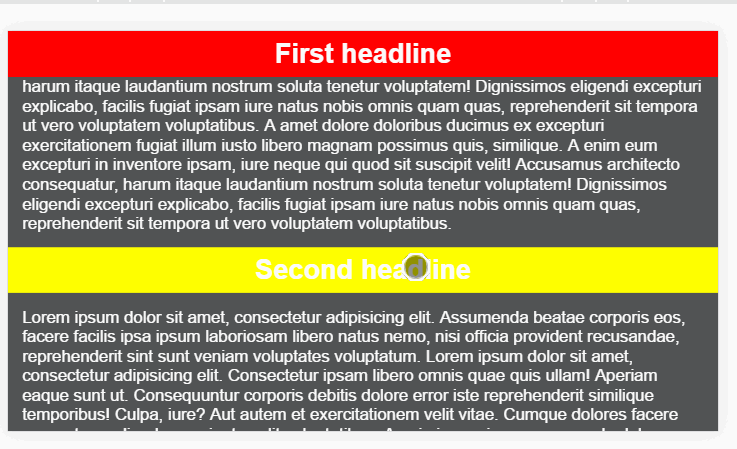 First headline
harum itaque laudantium nostrum soluta tenetur voluptatem! Dignissimos eligendi excepturi
explicabo, facilis fugiat ipsam iure natus nobis omnis quam quas, reprehenderit sit tempora
ut vero voluptatem voluptatibus. A amet dolore doloribus ducimus ex excepturi
exercitationem fugiat illum iusto libero magnam possimus quis, similique. A enim eum
excepturi in inventore ipsam, iure neque qui quod sit suscipit velit! Accusamus architecto
consequatur, harum itaque laudantium nostrum soluta tenetur voluptatem! Dignissimos
eligendi excepturi explicabo, facilis fugiat ipsam iure natus nobis omnis quam quas,
reprehenderit sit tempora ut vero voluptatem voluptatibus.
Second headline
Lorem ipsum dolor sit amet, consectetur adipisicing elit. Assumenda beatae corporis eos,
facere facilis ipsa ipsum laboriosam libero natus nemo, nisi officia provident recusandae,
reprehenderit sint sunt veniam voluptates voluptatum. Lorem ipsum dolor sit amet,
consectetur adipisicing elit. Consectetur ipsam libero omnis quae quis ullam! Aperiam
eaque sunt ut. Consequuntur corporis debitis dolore error iste reprehenderit similique
temporibus! Culpa, iure? Aut autem et exercitationem velit vitae. Cumque dolores facere